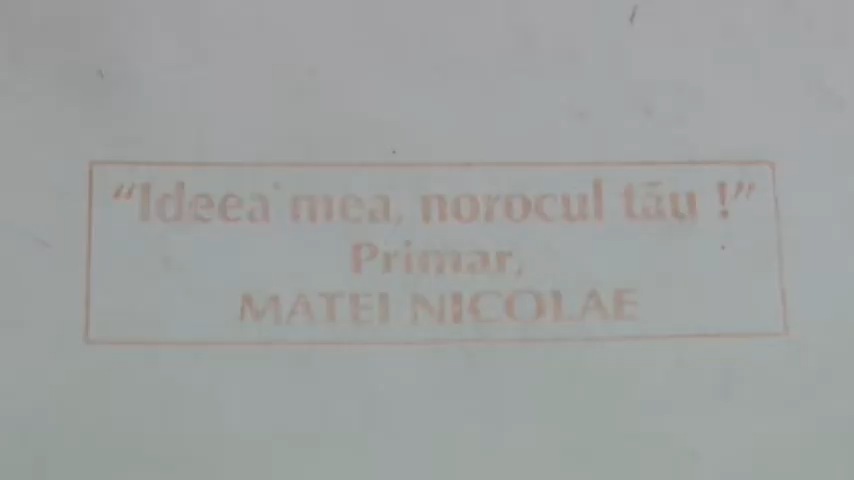 “Ideea mea, norocul tău !”
Primar,
MATEI NICOLAE